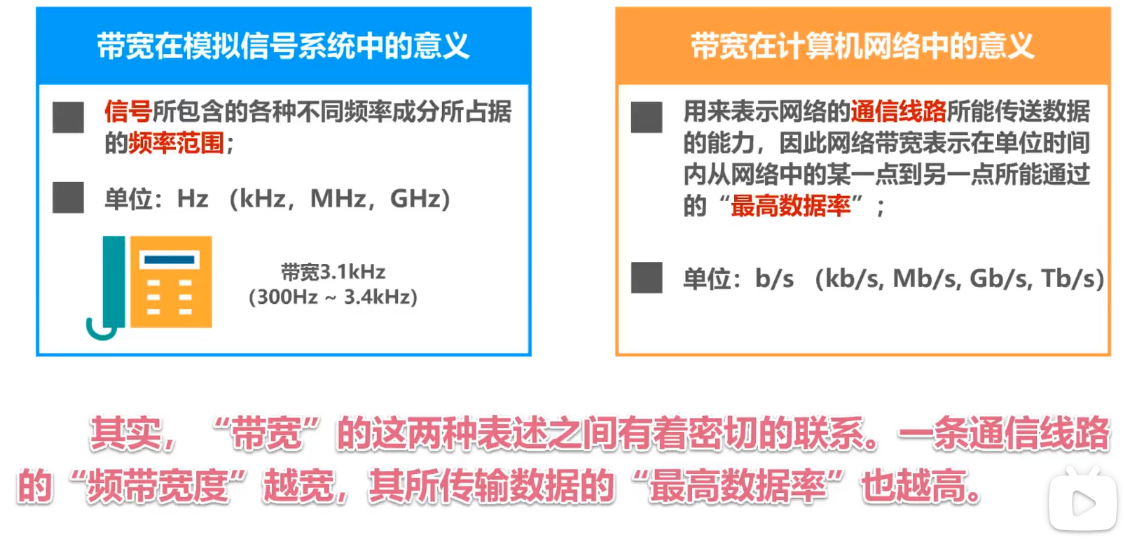 带宽在模拟信号系统中的意义
信号所包含的各种不同频率成分所占据
的频率范围；
单位：Hz （kHz，MHz，GHz）
带宽3.1kHz
（300Hz ~ 3.4kHz）
带宽在计算机网络中的意义
用来表示网络的通信线路所能传送数据
的能力，因此网络带宽表示在单位时间
内从网络中的某一点到另一点所能通过
的“最高数据率”；
单位：b/s （kb/s, Mb/s, Gb/s, Tb/s）
其实，“带宽”的这两种表述之间有着密切的联系。一条通信线路
的“频带宽度”越宽，其所传输数据的“最高数据率”也越高。